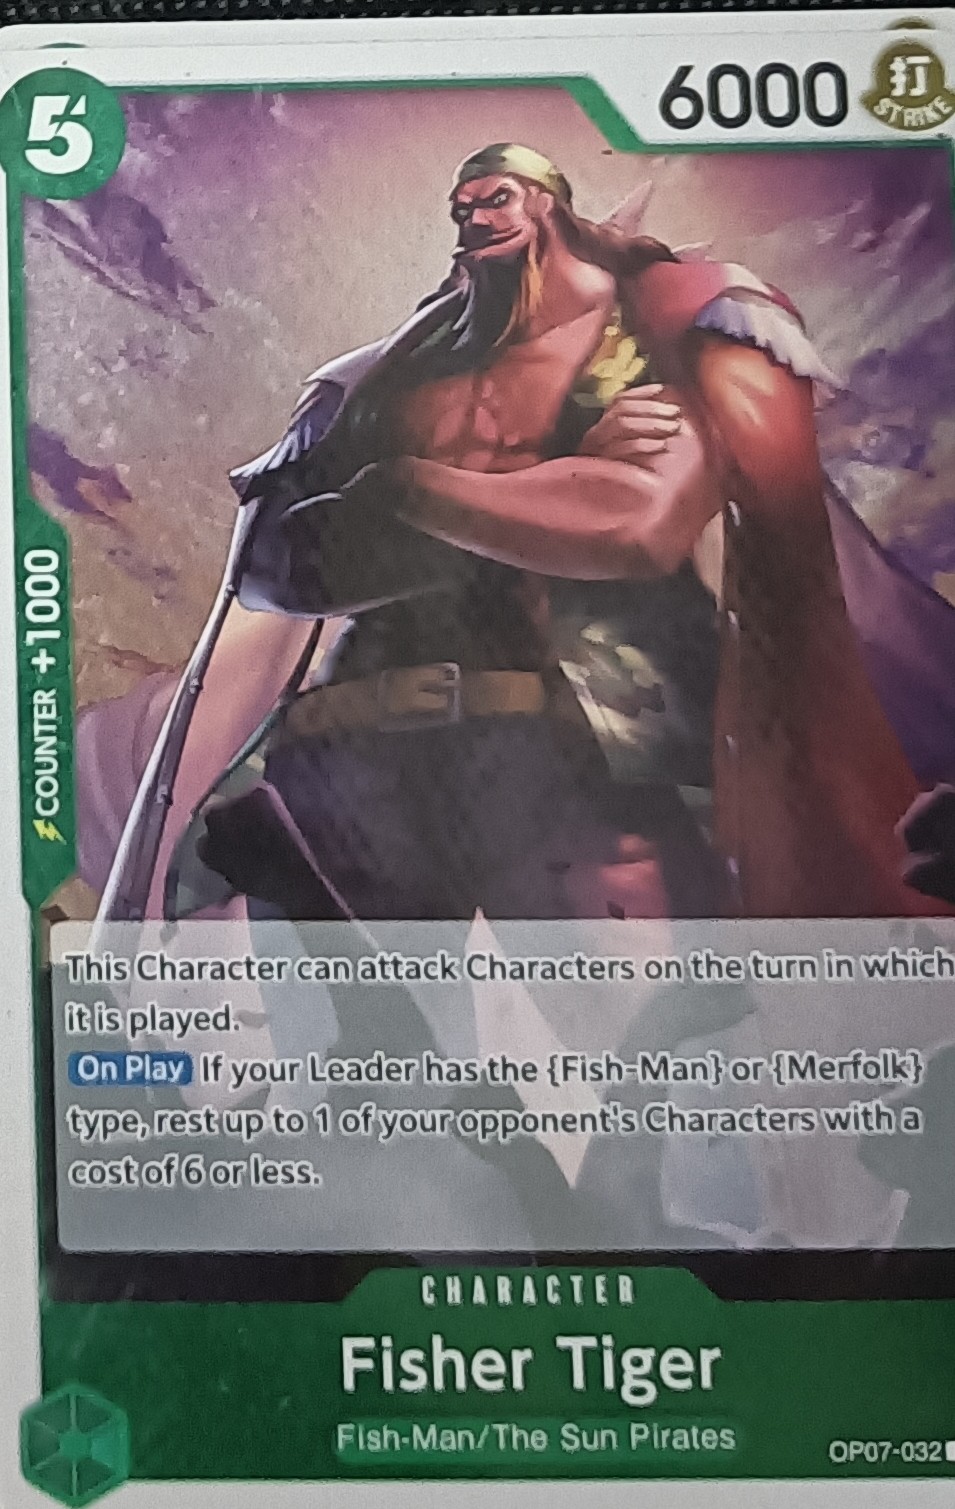 5
6000
打
STRIKE
COUNTER +1000
This Character can attack Characters on the turn in which
it is played.
On Play If your Leader has the {Fish-Man} or {Merfolk}
type, rest up to 1 of your opponent's Characters with a
cost of 6 or less.
CHARACTER
Fisher Tiger
Fish-Man/The Sun Pirates
OP07-032